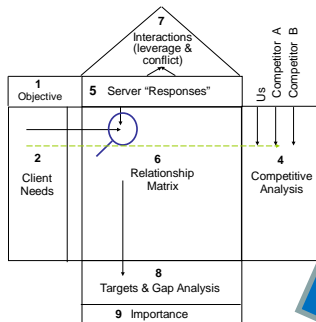 7
Interactions
(leverage &
conflict)
Us
Competitor A
Competitor B
1
Objective
5 Server “Responses”
2
Client
Needs
6
Relationship
Matrix
4
Competitive
Analysis
8
Targets & Gap Analysis
9 Importance